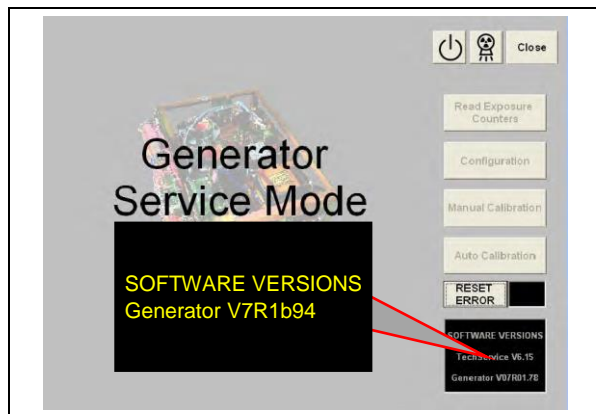 Close
Read Exposure
Counters
Generator
Service Mode
Configuration
Manual Calibration
Auto Calibration
SOFTWARE VERSIONS
Generator V7R1b94
RESET
ERROR
SOFTWARE VERSIONS
TechService V6.15
Generator V07R01.78